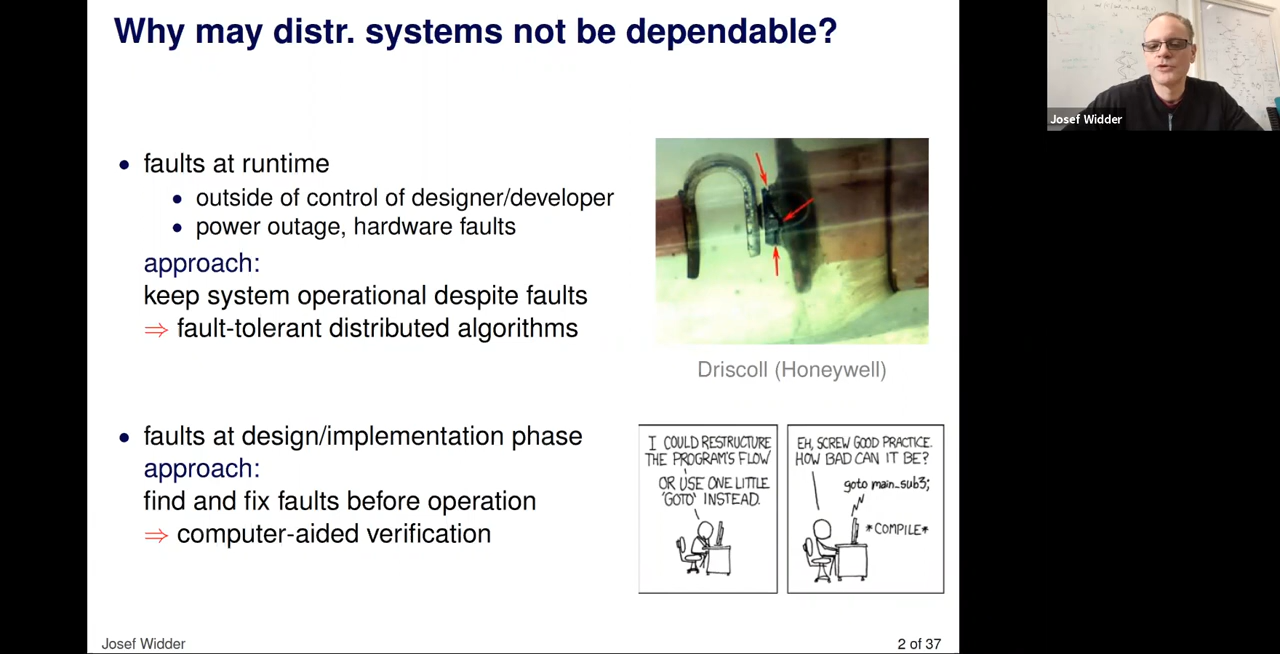 Why may distr. systems not be dependable?
Josef Widder
• faults at runtime
• outside of control of designer/developer
• power outage, hardware faults
approach:
keep system operational despite faults
⇒ fault-tolerant distributed algorithms
Driscoll (Honeywell)
• faults at design/implementation phase
approach:
find and fix faults before operation
⇒ computer-aided verification
I COULD RESTRUCTURE
THE PROGRAM'S FLOW
OR USE ONE LITTLE
'GOTO' INSTEAD.
EH, SCREW GOOD PRACTICE.
HOW BAD CAN IT BE?
goto main_sub3;
*COMPILE*
Josef Widder
2 of 37